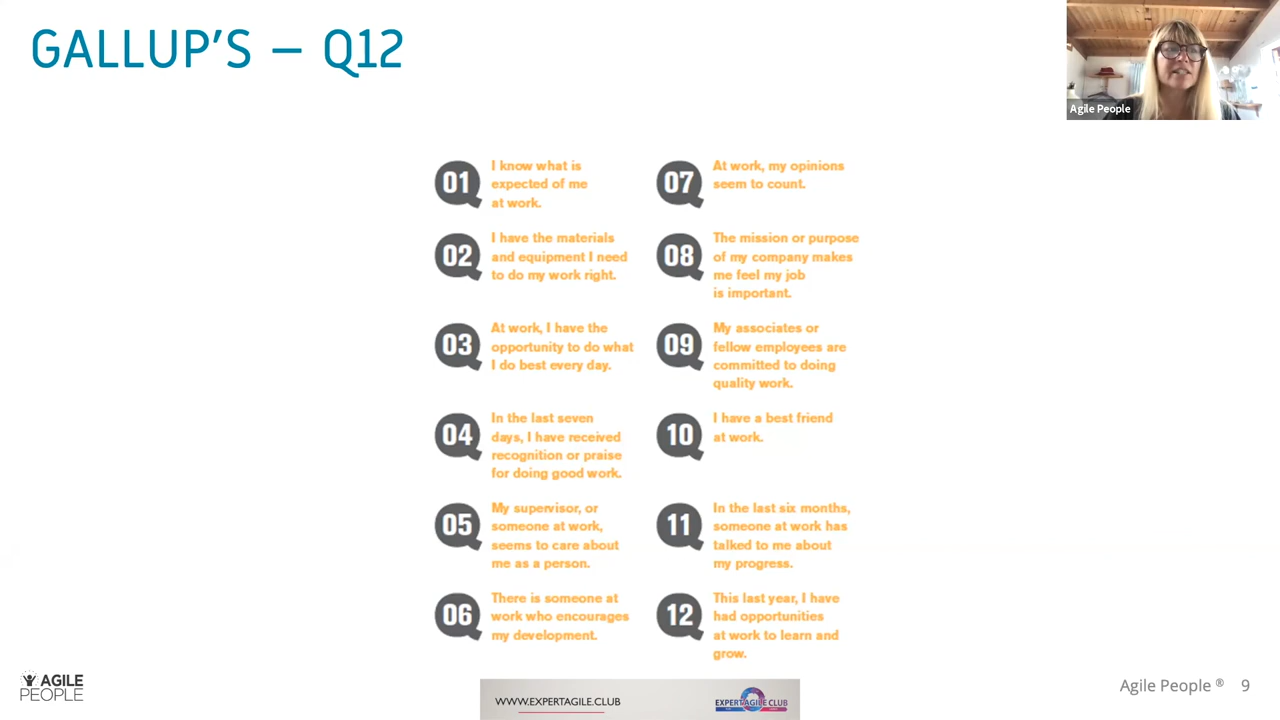 GALLUP'S – Q12
Agile People
01
I know what is
expected of me
at work.
02
I have the materials
and equipment I need
to do my work right.
03
At work, I have the
opportunity to do what
I do best every day.
04
In the last seven
days, I have received
recognition or praise
for doing good work.
05
My supervisor, or
someone at work,
seems to care about
me as a person.
06
There is someone at
work who encourages
my development.
07
At work, my opinions
seem to count.
08
The mission or purpose
of my company makes
me feel my job
is important.
09
My associates or
fellow employees are
committed to doing
quality work.
10
I have a best friend
at work.
11
In the last six months,
someone at work has
talked to me about
my progress.
12
This last year, I have
had opportunities
at work to learn and
grow.
AGILE
PEOPLE
WWW.EXPERTAGILE.CLUB
EXPERTAGILE CLUB
Agile People ® 9